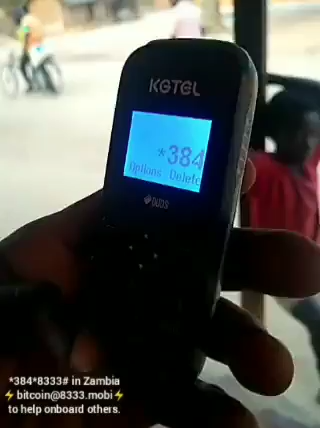 KGTEL
*384
Options Delete
DUOS
*384*8333# in Zambia
⚡bitcoin@8333.mobi⚡
to help onboard others.